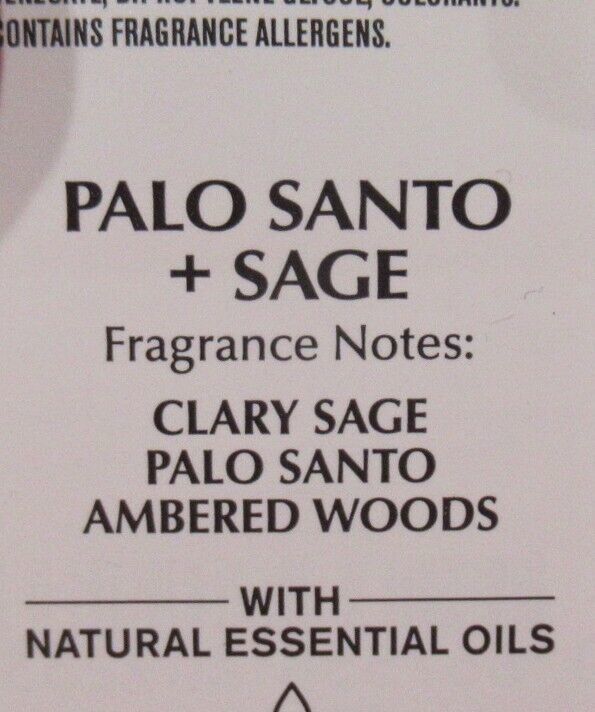 CONTAINS FRAGRANCE ALLERGENS.
PALO SANTO
+ SAGE
Fragrance Notes:
CLARY SAGE
PALO SANTO
AMBERED WOODS
WITH
NATURAL ESSENTIAL OILS